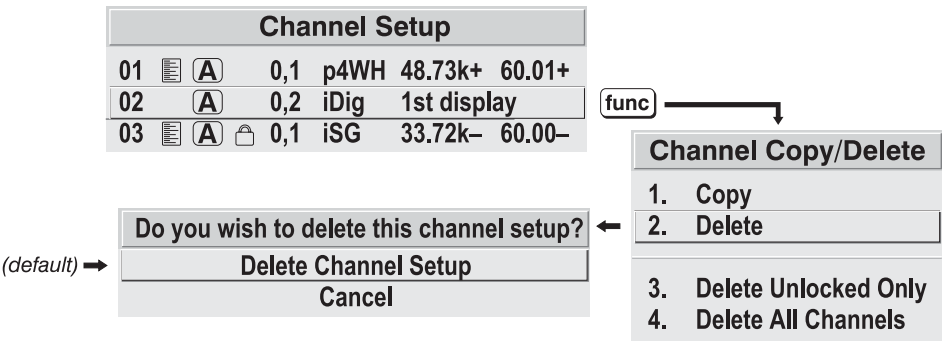 Channel Setup
01 A 0,1 p4WH 48.73k+ 60.01+
02 A 0,2 iDig 1st display
03 A 0,1 iSG 33.72k– 60.00–
func
Channel Copy/Delete
1. Copy
2. Delete
3. Delete Unlocked Only
4. Delete All Channels
Do you wish to delete this channel setup?
(default) Delete Channel Setup
Cancel